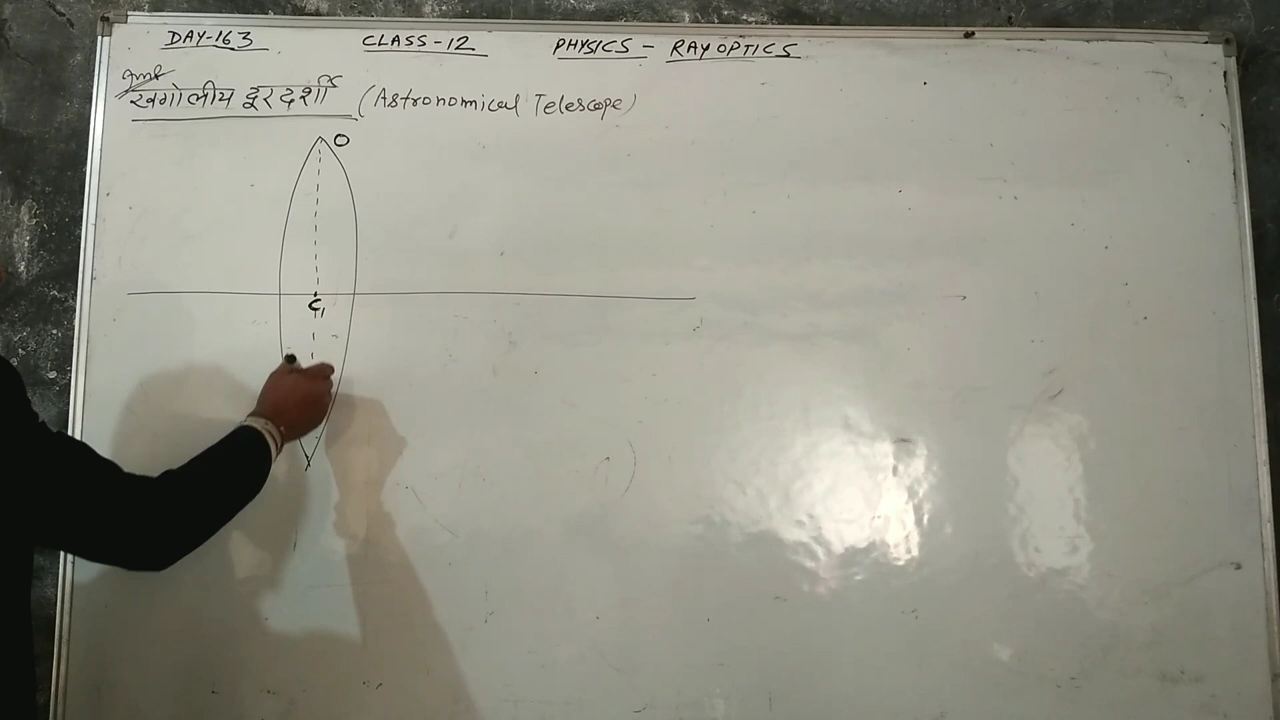 DAY-163 CLASS-12 PHYSICS - RAY OPTICS
Imp
खगोलीय दूरदर्शी (Astronomical Telescope)
O
C₁